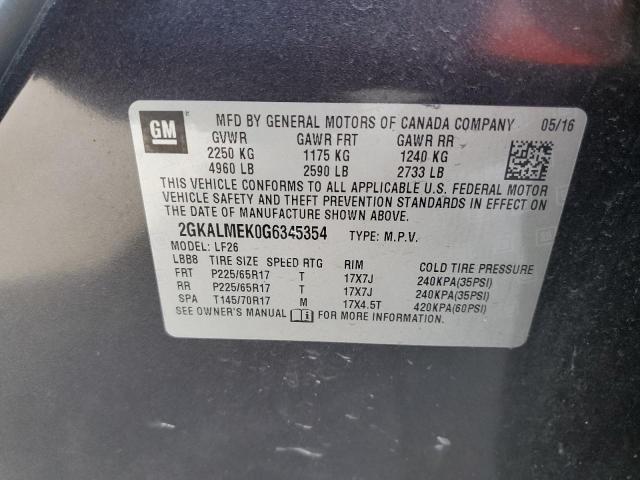 GM MFD BY GENERAL MOTORS OF CANADA COMPANY 05/16
GVWR GAWR FRT GAWR RR
2250 KG 1175 KG 1240 KG
4960 LB 2590 LB 2733 LB
THIS VEHICLE CONFORMS TO ALL APPLICABLE U.S. FEDERAL MOTOR
VEHICLE SAFETY AND THEFT PREVENTION STANDARDS IN EFFECT ON THE
DATE OF MANUFACTURE SHOWN ABOVE.
2GKALMEK0G6345354 TYPE: M.P.V.
MODEL: LF26
LBB8 TIRE SIZE SPEED RTG RIM COLD TIRE PRESSURE
FRT P225/65R17 T 17X7J 240KPA(35PSI)
RR P225/65R17 T 17X7J 240KPA(35PSI)
SPA T145/70R17 M 17X4.5T 420KPA(60PSI)
SEE OWNER'S MANUAL FOR MORE INFORMATION.